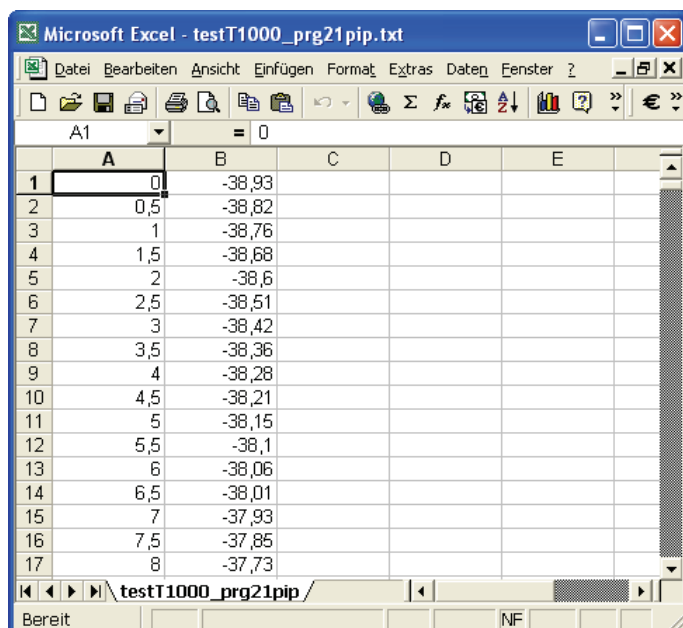 Microsoft Excel - testT1000_prg21pip.txt
Datei Bearbeiten Ansicht Einfügen Format Extras Daten Fenster ?
Σ fx €
A1 = 0
A B C D E
1 0 -38,93
2 0,5 -38,82
3 1 -38,76
4 1,5 -38,68
5 2 -38,6
6 2,5 -38,51
7 3 -38,42
8 3,5 -38,36
9 4 -38,28
10 4,5 -38,21
11 5 -38,15
12 5,5 -38,1
13 6 -38,06
14 6,5 -38,01
15 7 -37,93
16 7,5 -37,85
17 8 -37,73
testT1000_prg21pip
Bereit NF